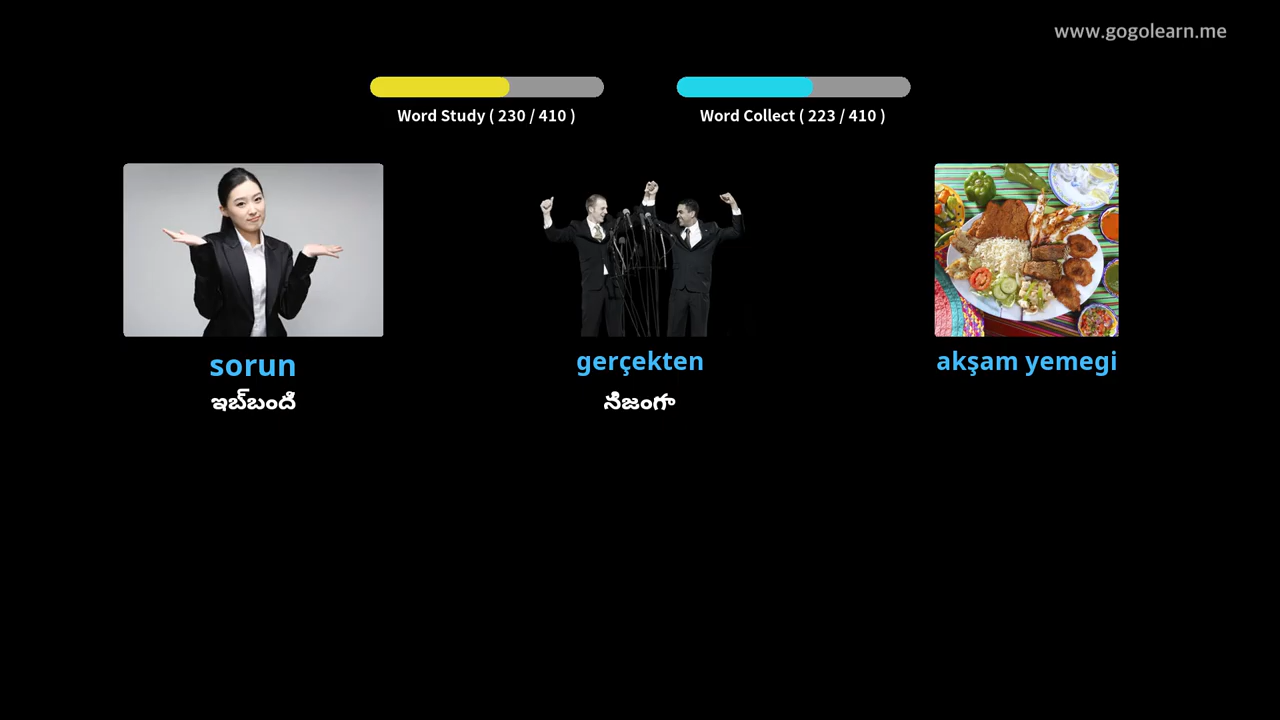 www.gogolearn.me
Word Study ( 230 / 410 )
Word Collect ( 223 / 410 )
sorun
gerçekten
akşam yemegi
ఇబ్బంది
నిజంగా